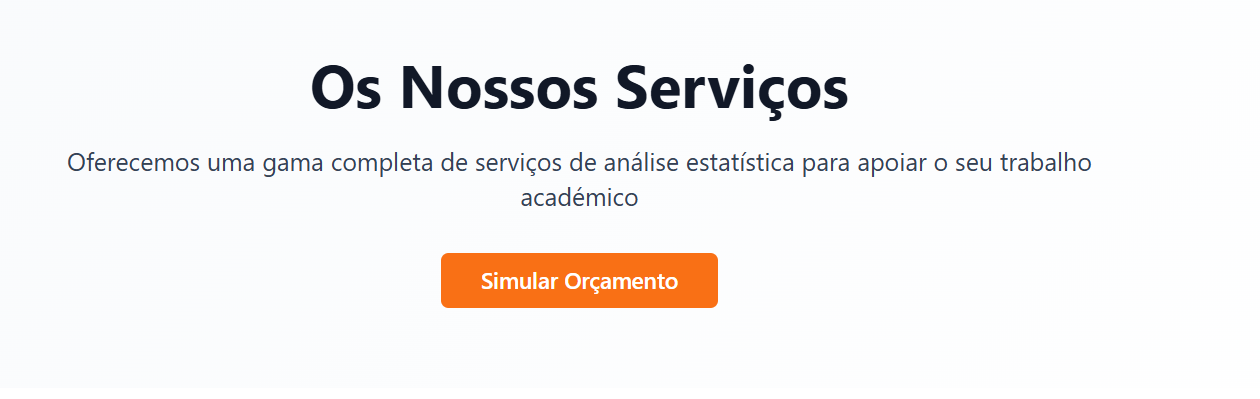 Os Nossos Serviços
Oferecemos uma gama completa de serviços de análise estatística para apoiar o seu trabalho
académico
Simular Orçamento